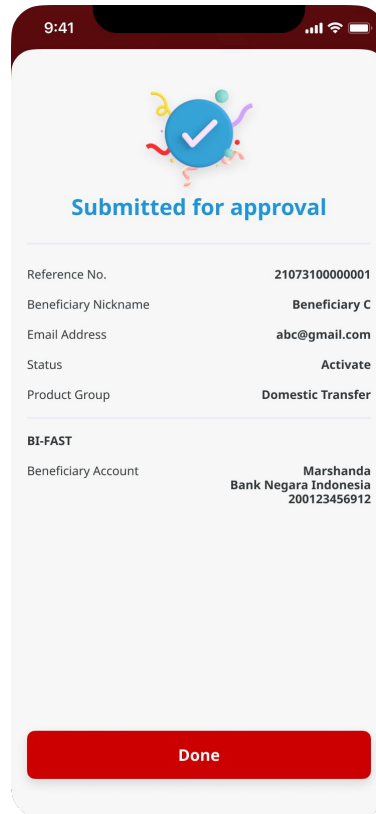 9:41
Submitted for approval
Reference No. 21073100000001
Beneficiary Nickname Beneficiary C
Email Address abc@gmail.com
Status Activate
Product Group Domestic Transfer
BI-FAST
Beneficiary Account Marshanda
Bank Negara Indonesia
200123456912
Done